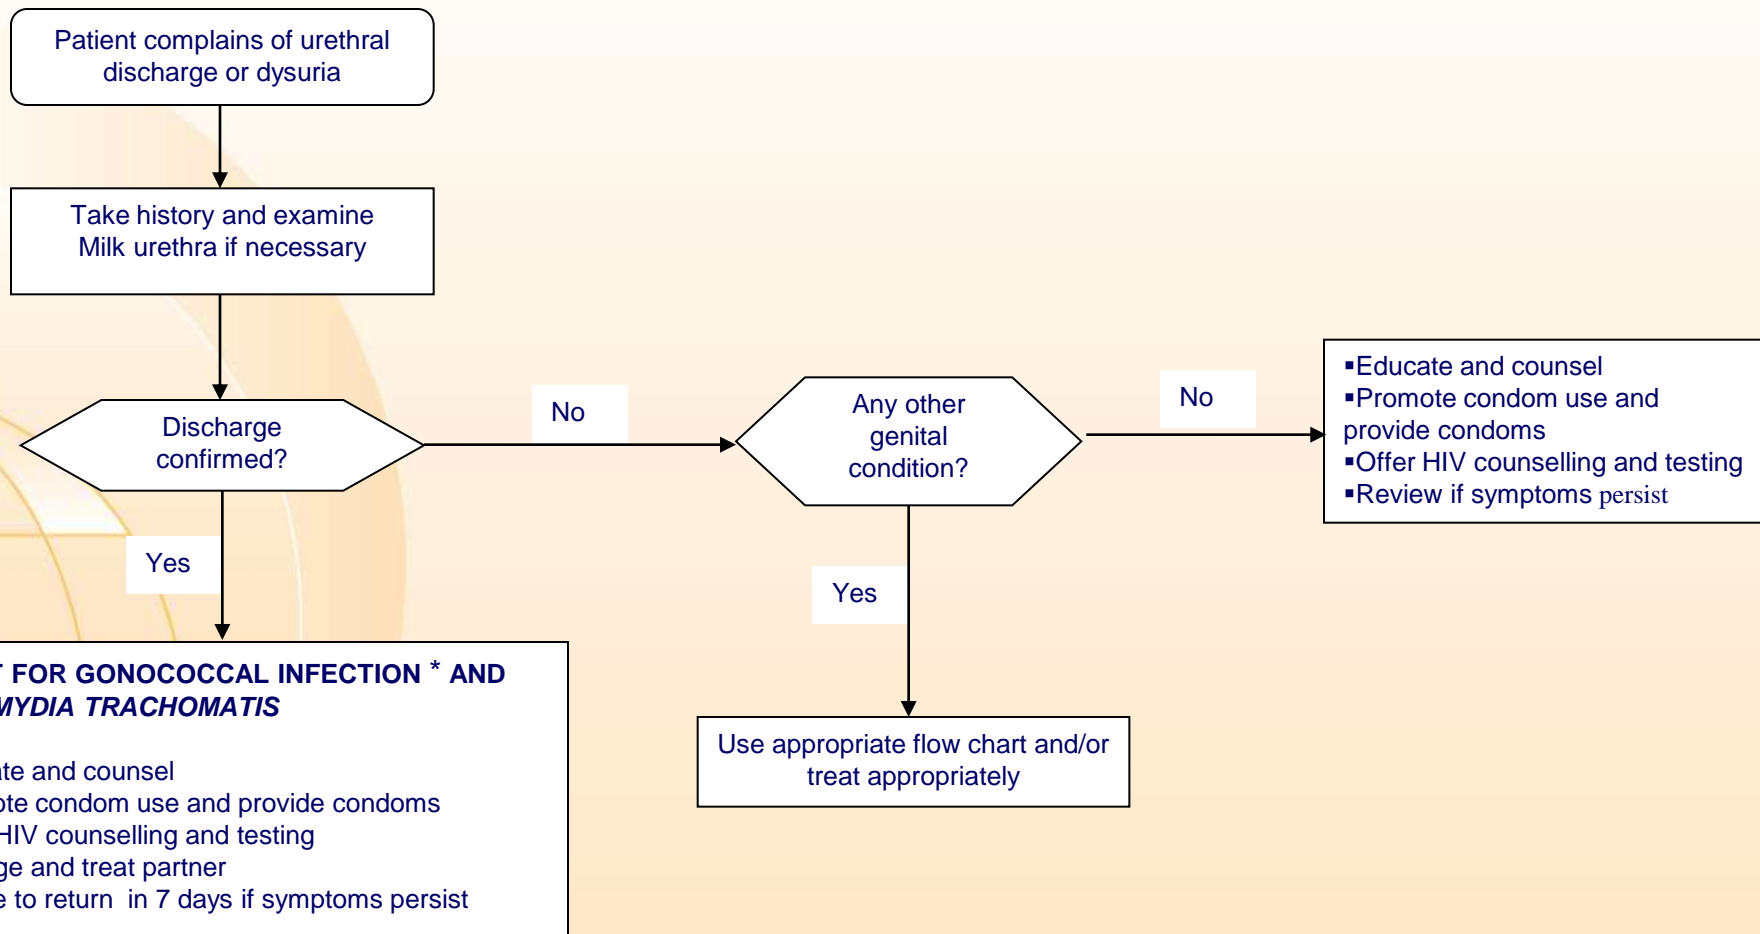 Patient complains of urethral
discharge or dysuria
Take history and examine
Milk urethra if necessary
Discharge
confirmed?
No
Any other
genital
condition?
No
▪Educate and counsel
▪Promote condom use and
provide condoms
▪Offer HIV counselling and testing
▪Review if symptoms persist
Yes
Yes
FOR GONOCOCCAL INFECTION * AND
MYDIA TRACHOMATIS
ate and counsel
ote condom use and provide condoms
HIV counselling and testing
ge and treat partner
e to return in 7 days if symptoms persist
Use appropriate flow chart and/or
treat appropriately